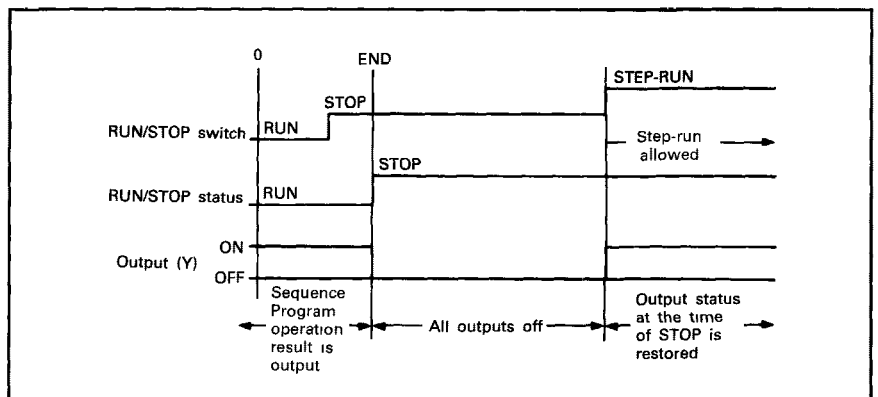 0
END
STEP-RUN
STOP
RUN/STOP switch
RUN
Step-run
allowed
STOP
RUN/STOP status
RUN
ON
Output (Y)
OFF
Sequence
Program
operation
result is
output
All outputs off
Output status
at the time
of STOP is
restored